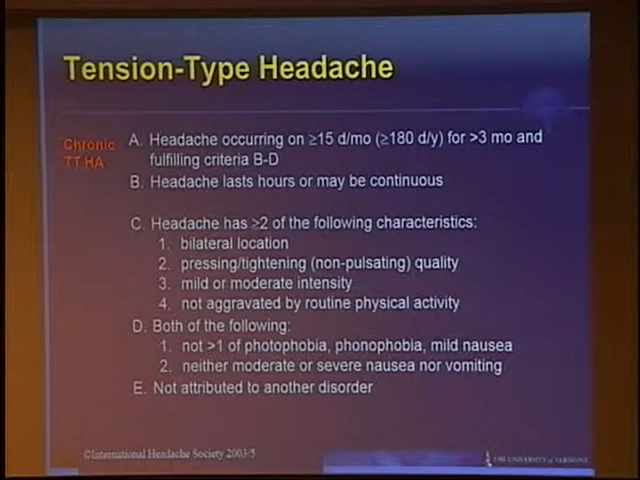 Tension-Type Headache
Chronic
TT HA
A. Headache occurring on ≥15 d/mo (≥180 d/y) for >3 mo and
fulfilling criteria B-D
B. Headache lasts hours or may be continuous
C. Headache has ≥2 of the following characteristics:
1. bilateral location
2. pressing/tightening (non-pulsating) quality
3. mild or moderate intensity
4. not aggravated by routine physical activity
D. Both of the following:
1. not >1 of photophobia, phonophobia, mild nausea
2. neither moderate or severe nausea nor vomiting
E. Not attributed to another disorder
©International Headache Society 2003/5
THE UNIVERSITY of VERMONT